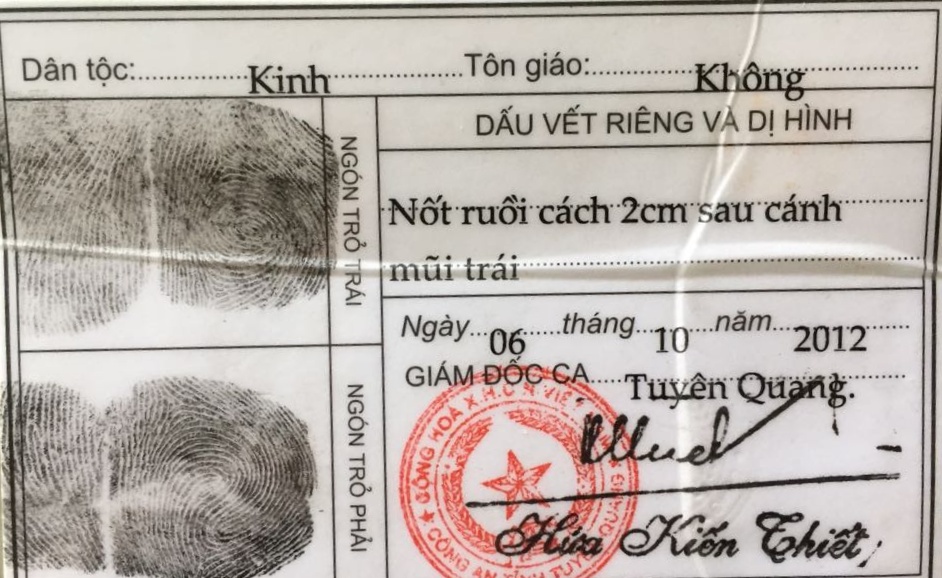 Dân tộc: Kinh Tôn giáo: Không
NGÓN TRỎ TRÁI
DẤU VẾT RIÊNG VÀ DỊ HÌNH
Nốt ruồi cách 2cm sau cánh
mũi trái
NGÓN TRỎ PHẢI
Ngày 06 tháng 10 năm 2012
GIÁM ĐỐC CA Tuyên Quang.
CỘNG HOÀ X.H.C.N VIỆT
CÔNG AN TỈNH TUYÊN QUANG
Hứa Kiến Thiết